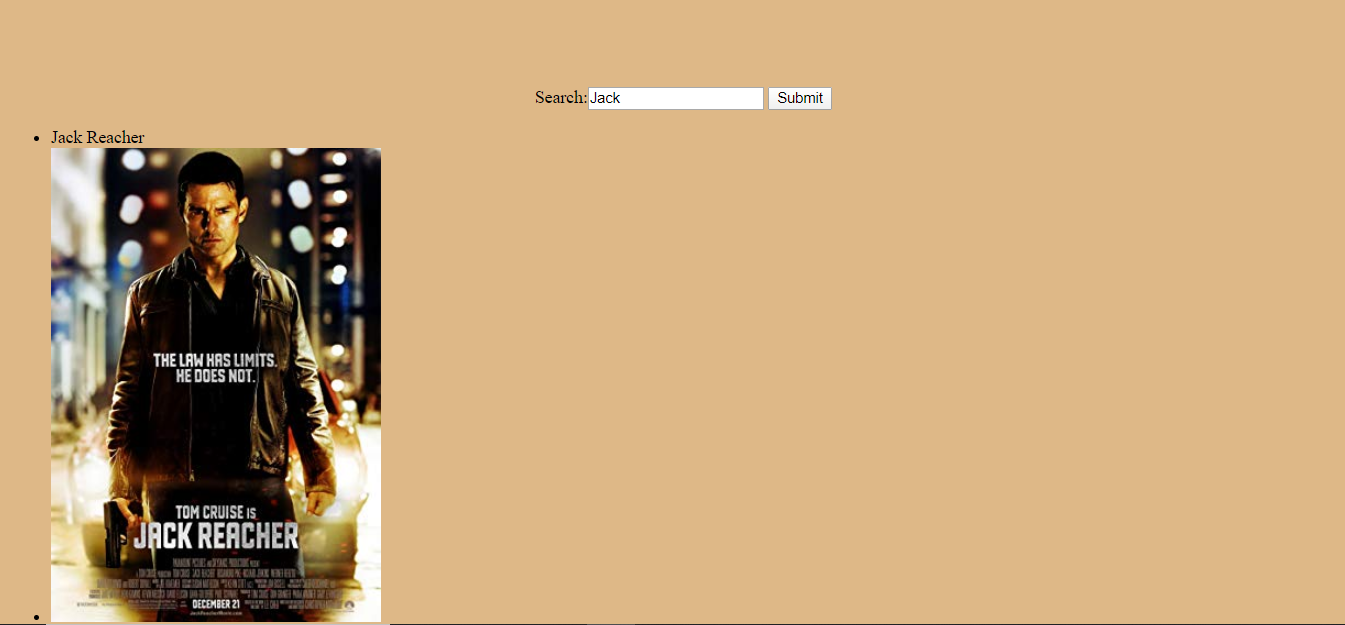 Search: Jack Submit
Jack Reacher
THE LAW HAS LIMITS.
HE DOES NOT.
TOM CRUISE IS
JACK REACHER
DECEMBER 21